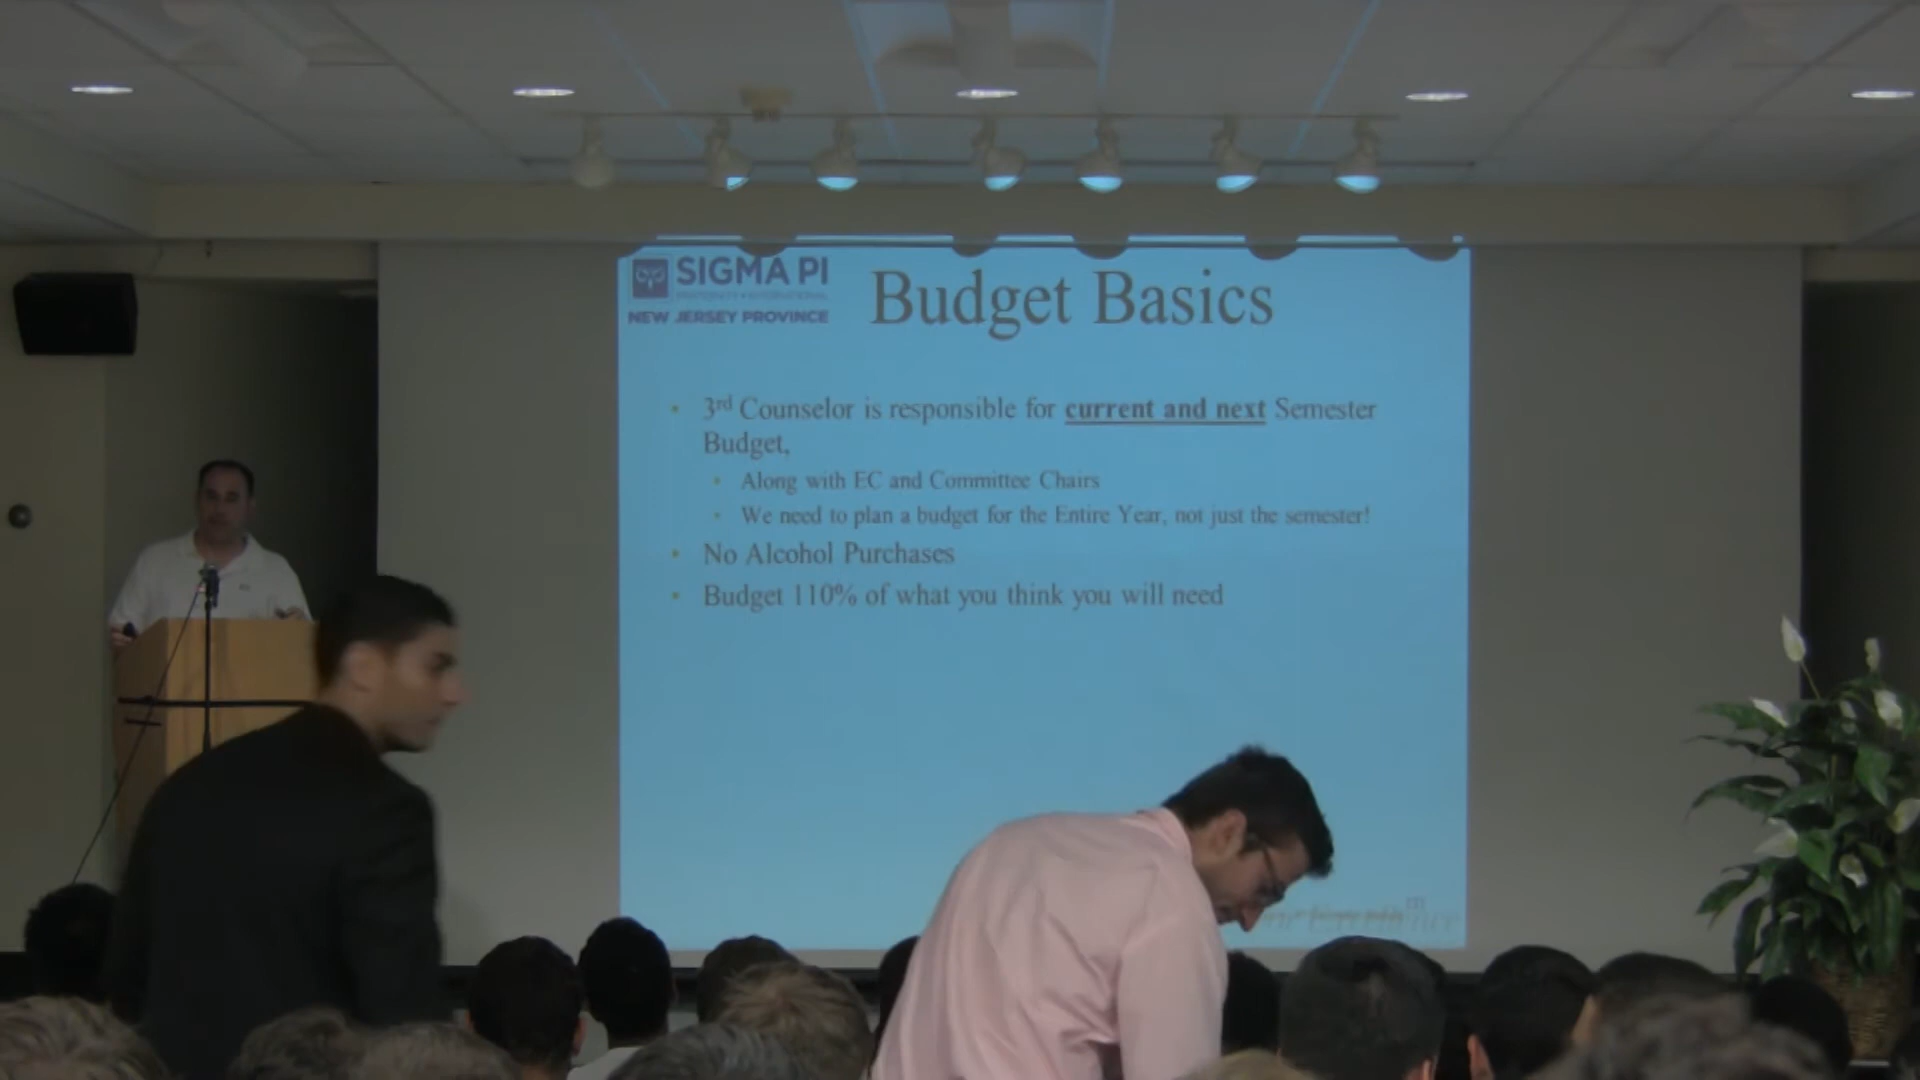 SIGMA PI
FRATERNITY • INTERNATIONAL
NEW JERSEY PROVINCE
Budget Basics
• 3rd Counselor is responsible for current and next Semester
Budget,
• Along with EC and Committee Chairs
• We need to plan a budget for the Entire Year, not just the semester!
• No Alcohol Purchases
• Budget 110% of what you think you will need